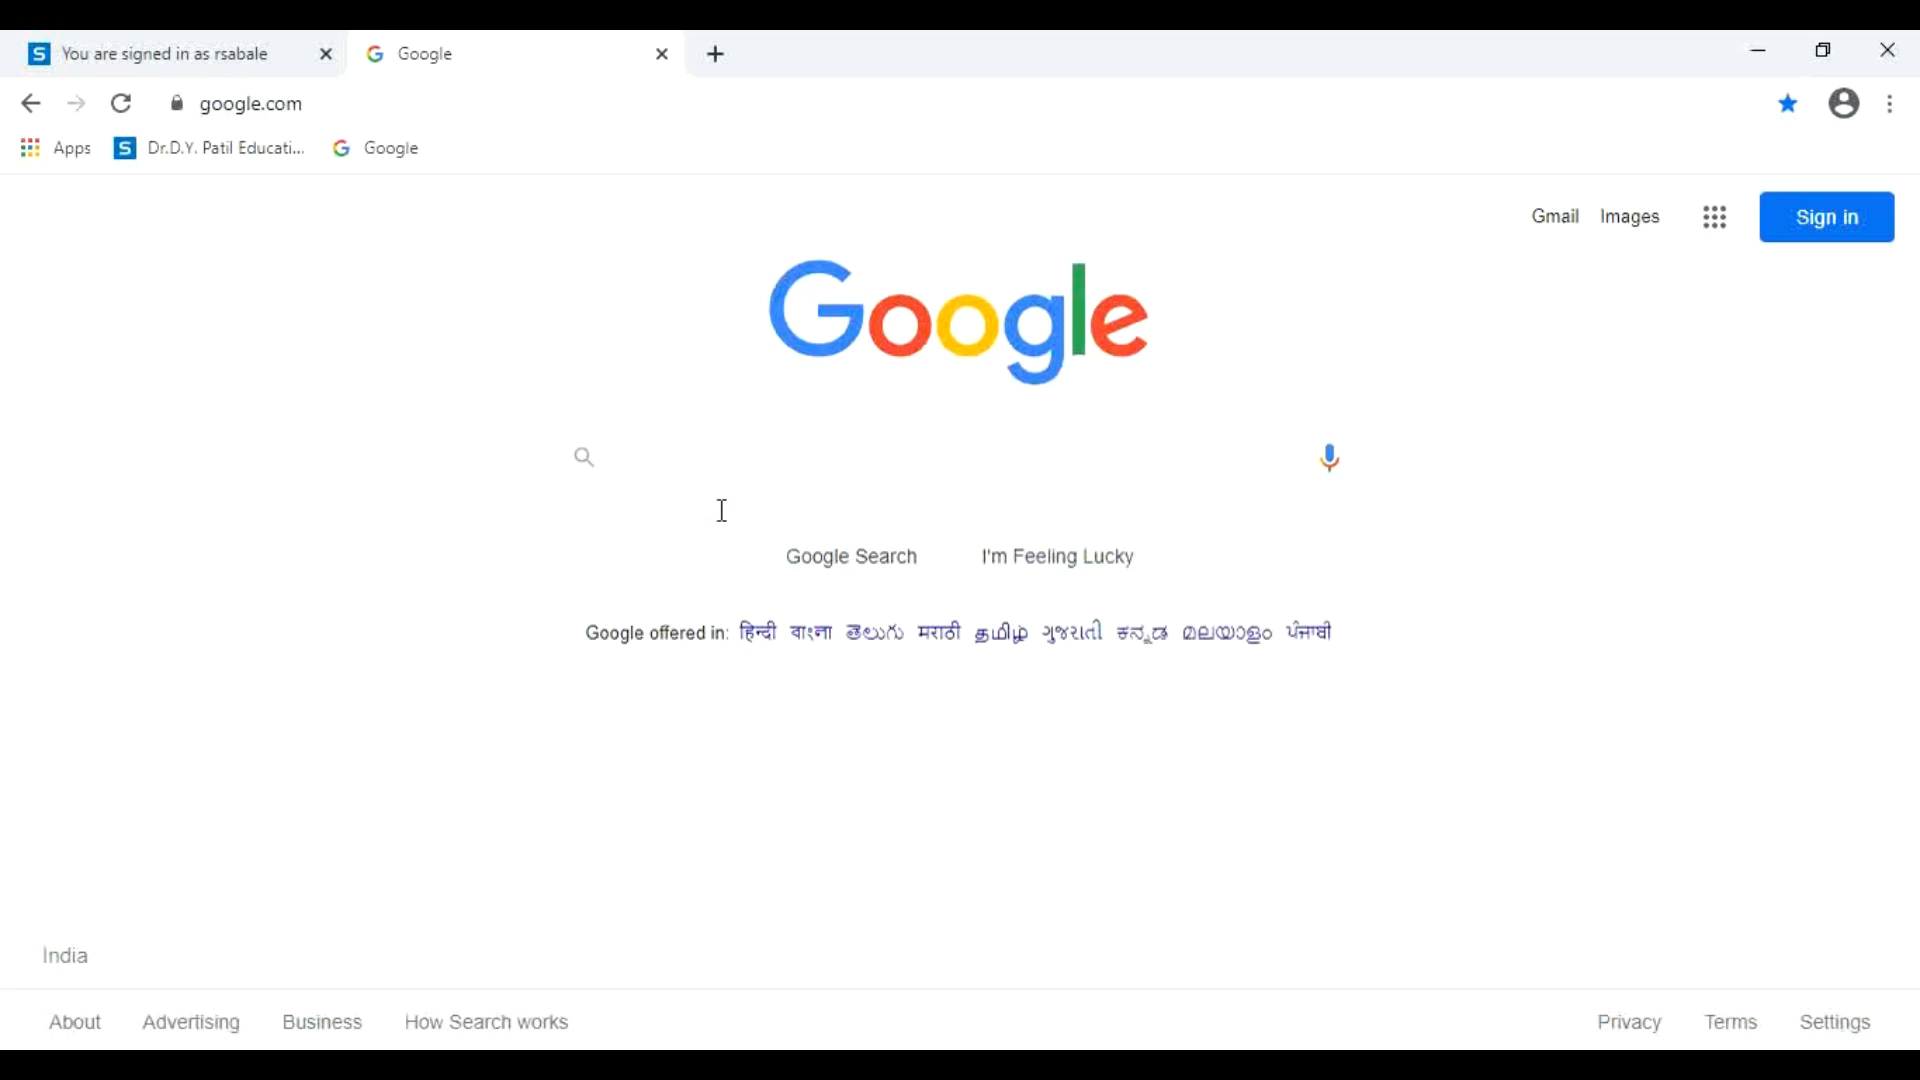 You are signed in as rsabale
Google
google.com
Apps
Dr.D.Y. Patil Educati...
Google
Gmail Images
Sign in
Google
Google Search
I'm Feeling Lucky
Google offered in: हिन्दी বাংলা తెలుగు मराठी தமிழ் ગુજરાતી ಕನ್ನಡ മലയാളം ਪੰਜਾਬੀ
India
About Advertising Business How Search works
Privacy Terms Settings